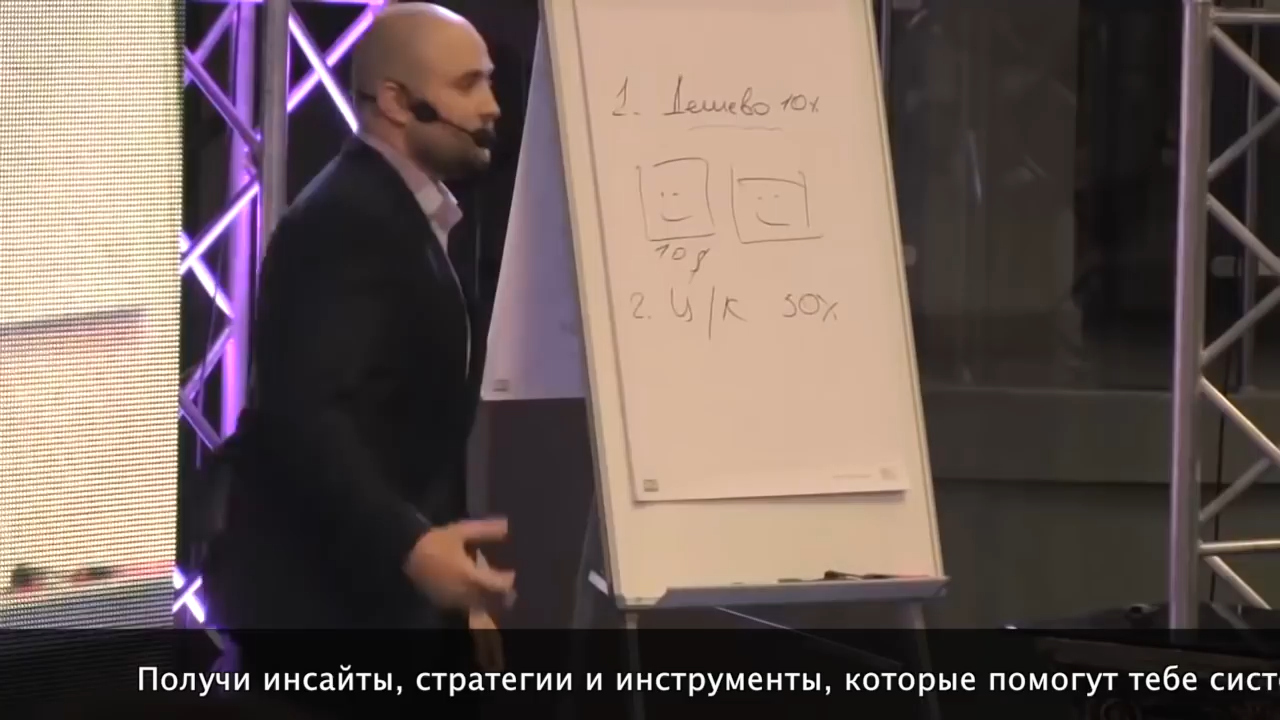 1. Дешево 10%
10$
2. Ц/К 50%
Получи инсайты, стратегии и инструменты, которые помогут тебе сист